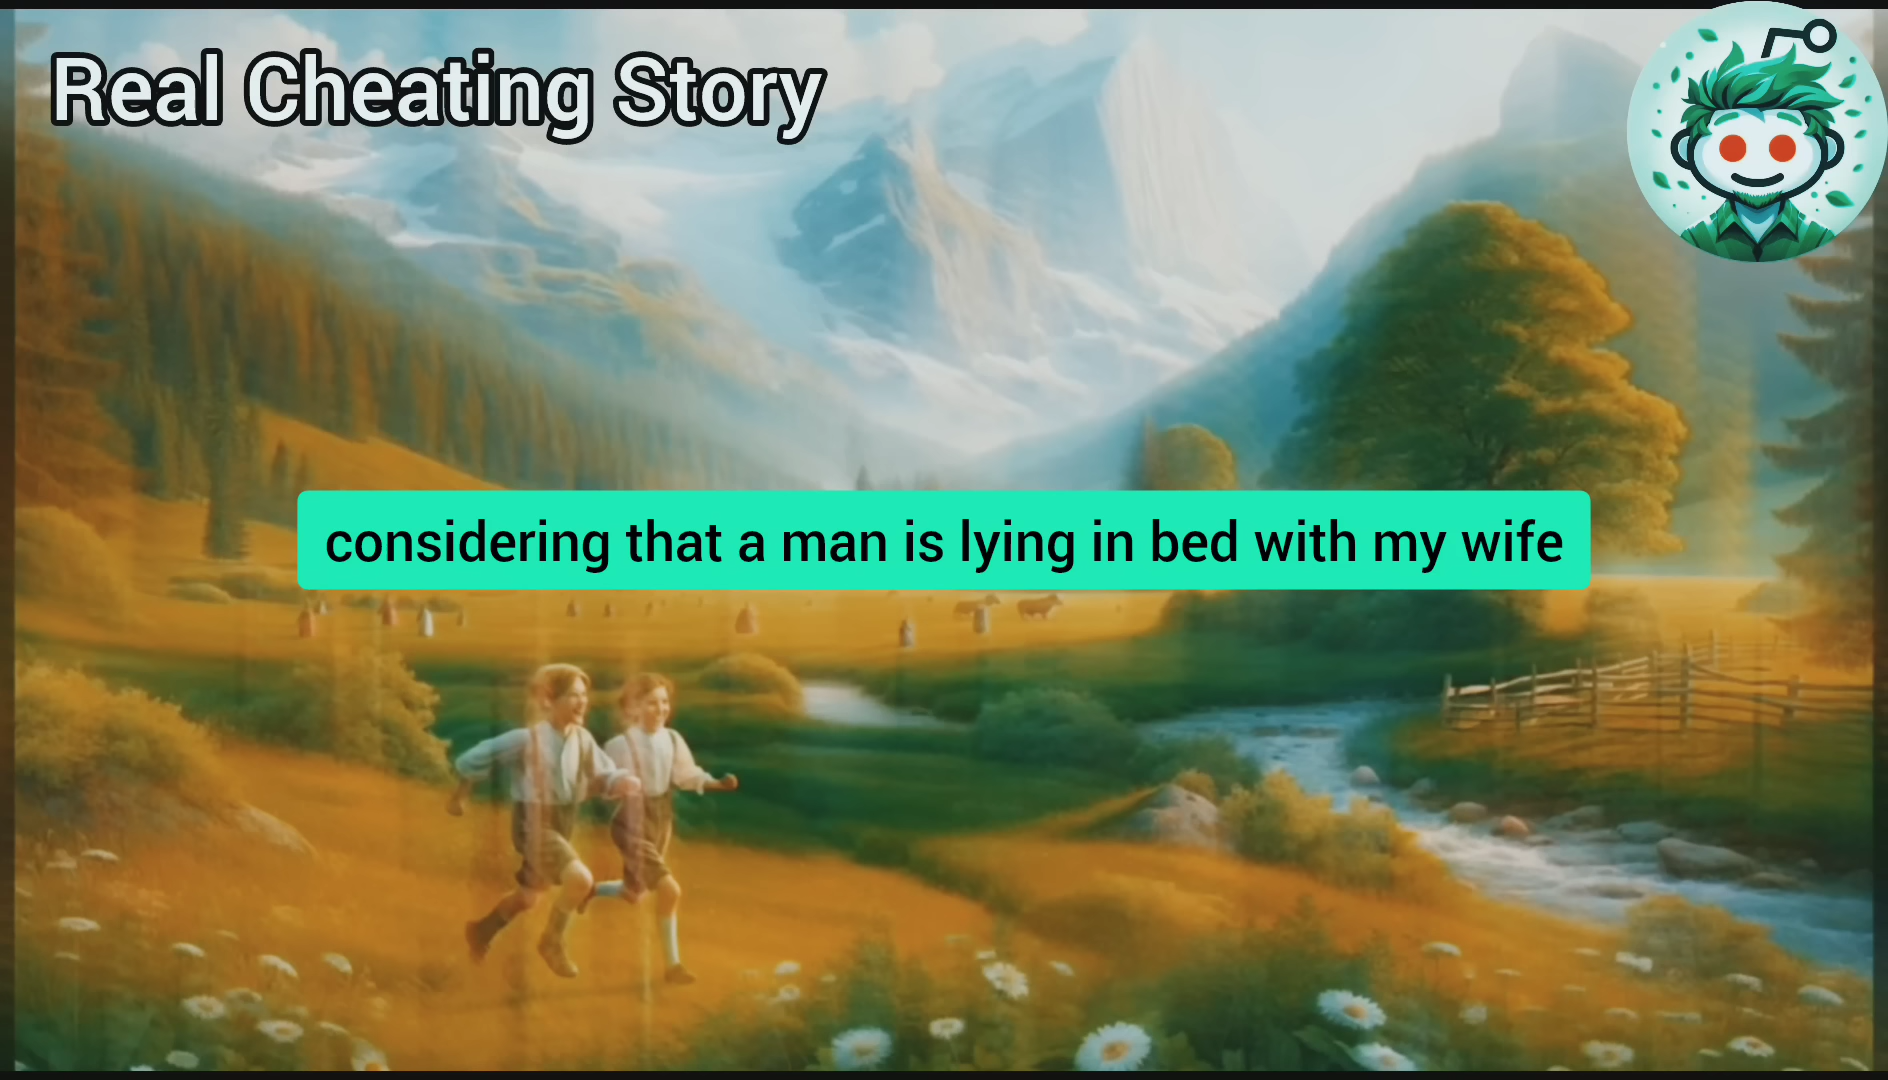 Real Cheating Story
considering that a man is lying in bed with my wife